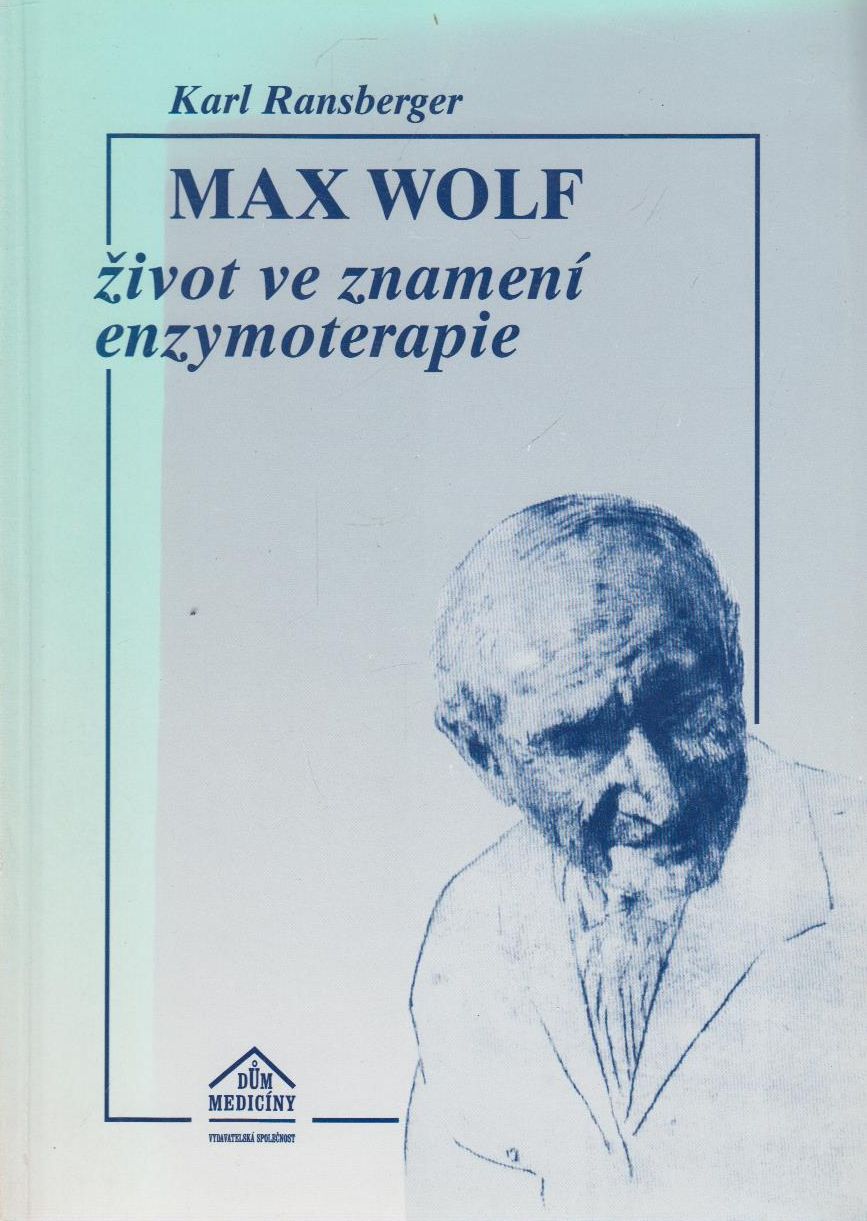 Karl Ransberger
MAX WOLF
život ve znamení
enzymoterapie
DŮM
MEDICÍNY
VYDAVATELSKÁ SPOLEČNOST